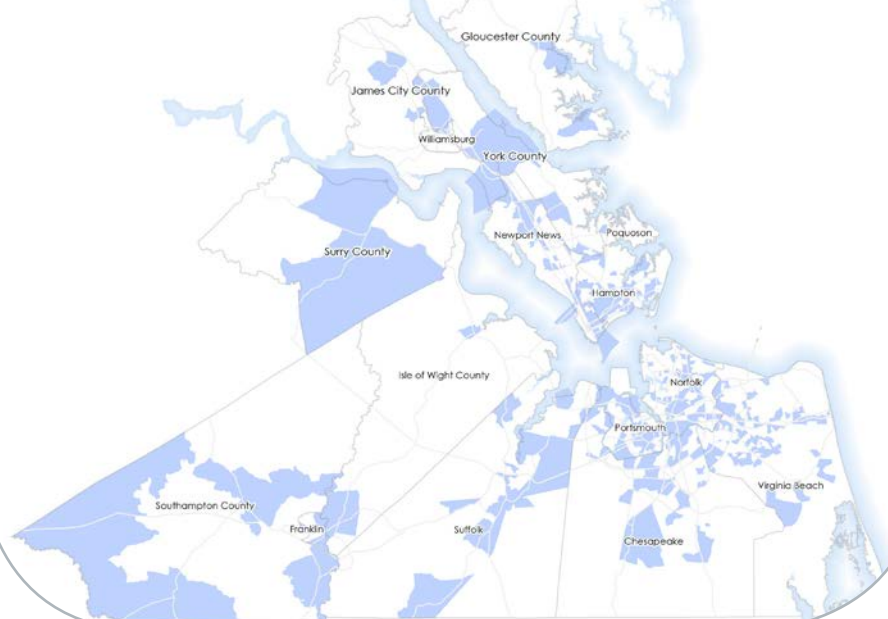 Gloucester County
James City County
Williamsburg
York County
Newport News
Poquoson
Surry County
Hampton
Isle of Wight County
Norfolk
Portsmouth
Virginia Beach
Southampton County
Franklin
Suffolk
Chesapeake